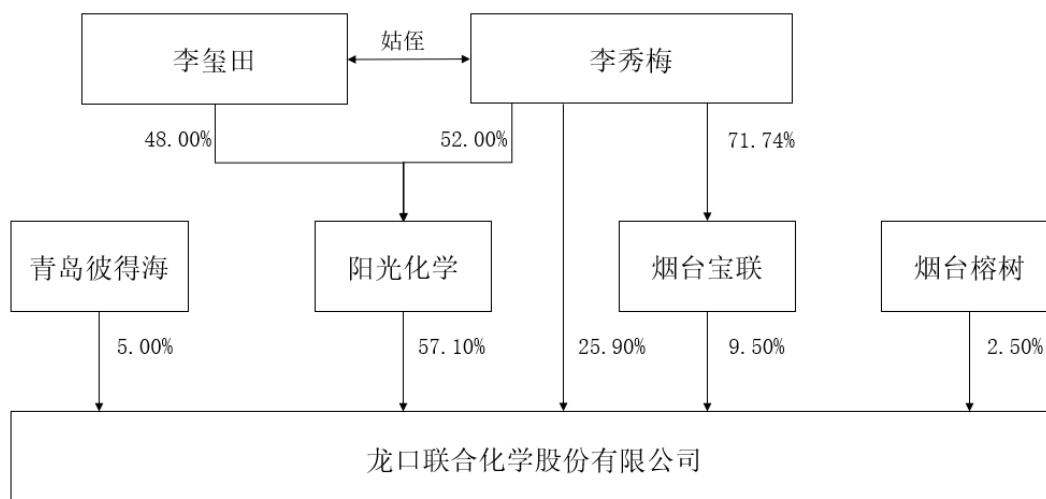 李玺田
姑侄
李秀梅
48.00%
52.00%
71.74%
青岛彼得海
阳光化学
烟台宝联
烟台榕树
5.00%
57.10%
25.90%
9.50%
2.50%
龙口联合化学股份有限公司